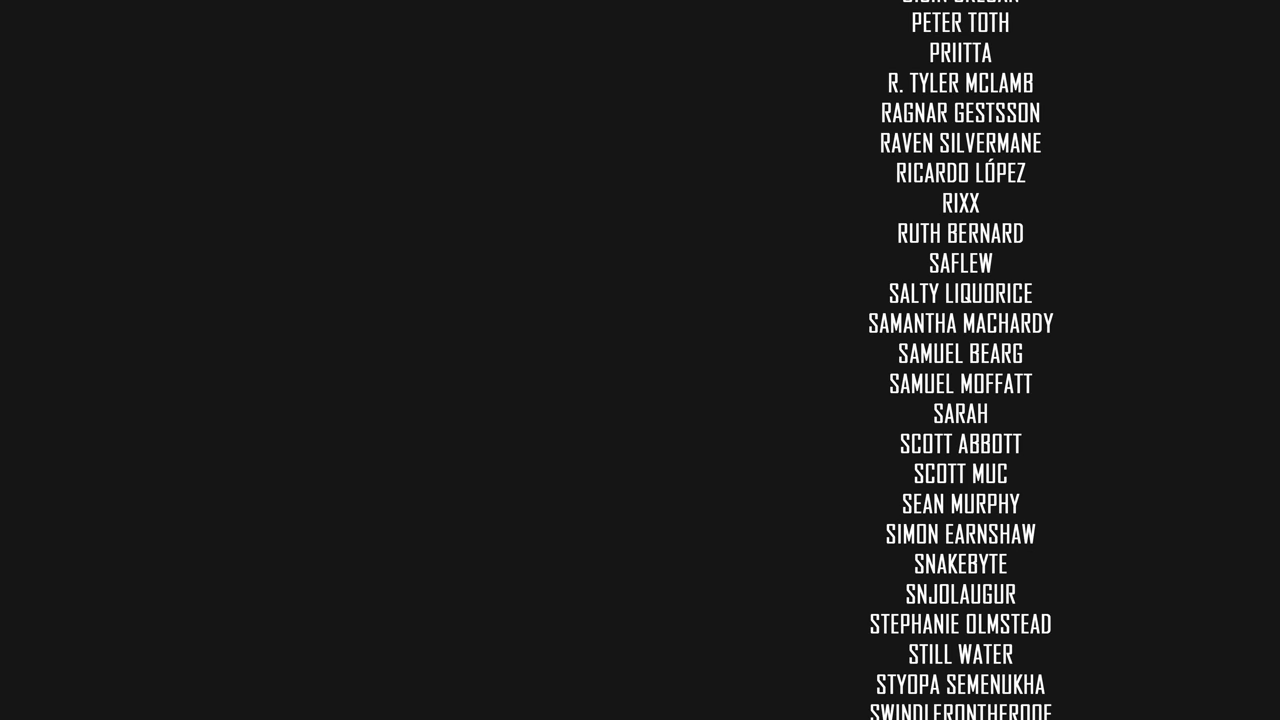 PETER TOTH
PRIITTA
R. TYLER MCLAMB
RAGNAR GESTSSON
RAVEN SILVERMANE
RICARDO LÓPEZ
RIXX
RUTH BERNARD
SAFLEW
SALTY LIQUORICE
SAMANTHA MACHARDY
SAMUEL BEARG
SAMUEL MOFFATT
SARAH
SCOTT ABBOTT
SCOTT MUC
SEAN MURPHY
SIMON EARNSHAW
SNAKEBYTE
SNJOLAUGUR
STEPHANIE OLMSTEAD
STILL WATER
STYOPA SEMENUKHA
SWINDLERONTHEROOF